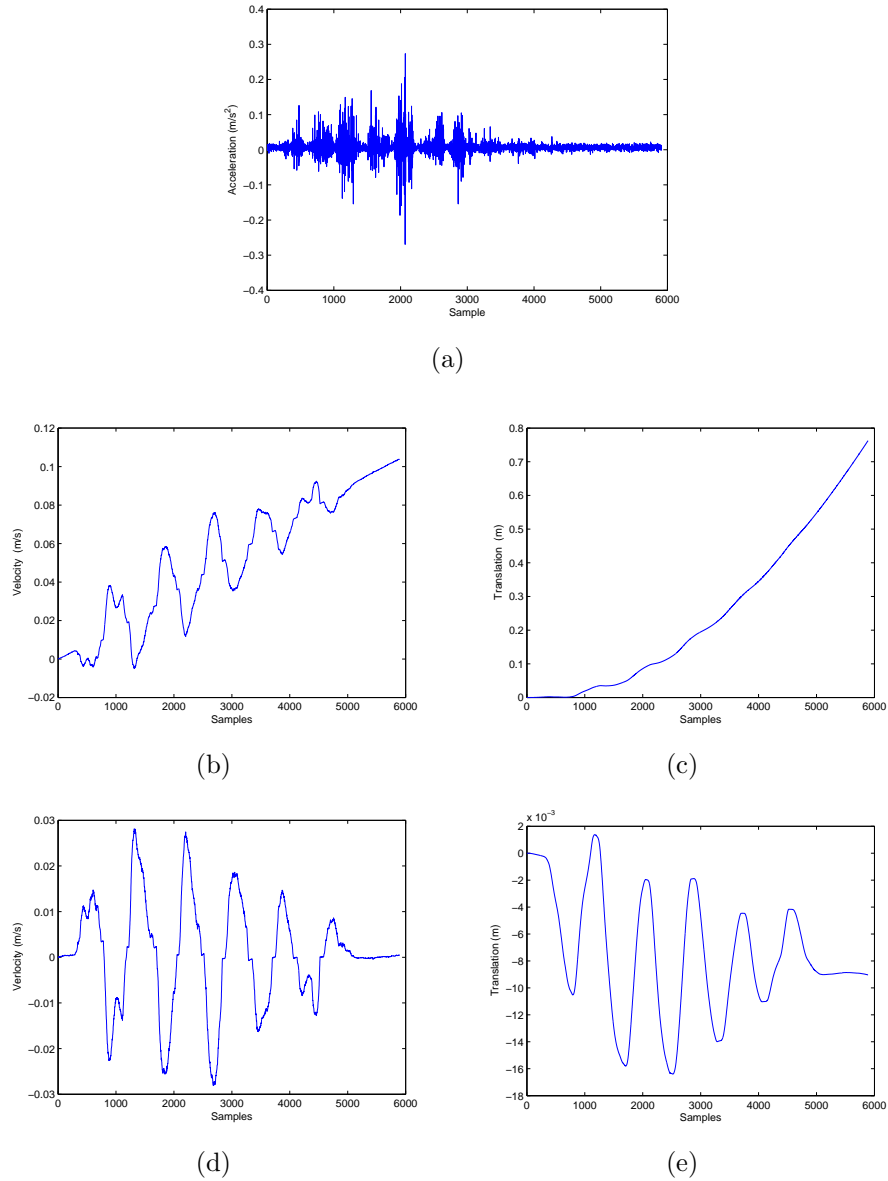 0.4
0.3
0.2
0.1
0
−0.1
−0.2
−0.3
−0.4
Acceleration (m/s²)
0 1000 2000 3000 4000 5000 6000
Sample
(a)
0.12
0.1
0.08
0.06
0.04
0.02
0
−0.02
Velocity (m/s)
0 1000 2000 3000 4000 5000 6000
Samples
(b)
0.8
0.7
0.6
0.5
0.4
0.3
0.2
0.1
0
Translation (m)
0 1000 2000 3000 4000 5000 6000
Samples
(c)
0.03
0.02
0.01
0
−0.01
−0.02
−0.03
Verlocity (m/s)
0 1000 2000 3000 4000 5000 6000
Samples
(d)
x 10⁻³
2
0
−2
−4
−6
−8
−10
−12
−14
−16
−18
Translation (m)
0 1000 2000 3000 4000 5000 6000
Samples
(e)